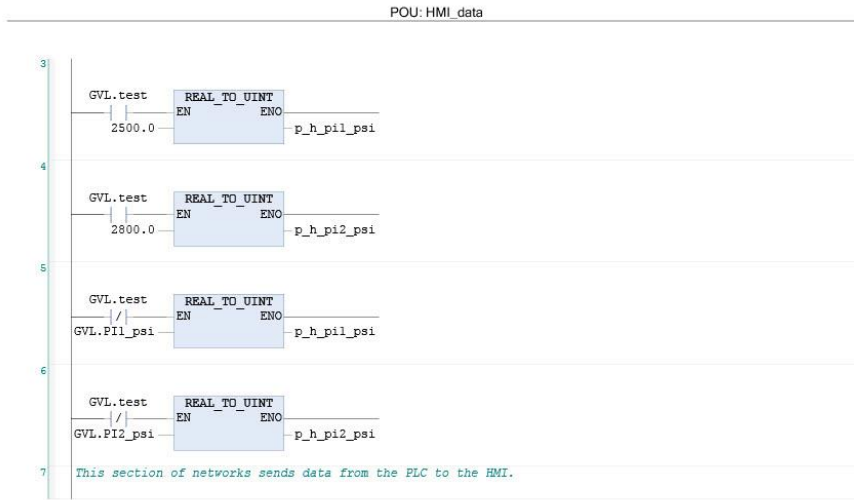 POU: HMI_data
3
GVL.test REAL_TO_UINT
EN ENO
2500.0 p_h_pi1_psi
4
GVL.test REAL_TO_UINT
EN ENO
2800.0 p_h_pi2_psi
5
GVL.test REAL_TO_UINT
/ EN ENO
GVL.PI1_psi p_h_pi1_psi
6
GVL.test REAL_TO_UINT
/ EN ENO
GVL.PI2_psi p_h_pi2_psi
7 This section of networks sends data from the PLC to the HMI.